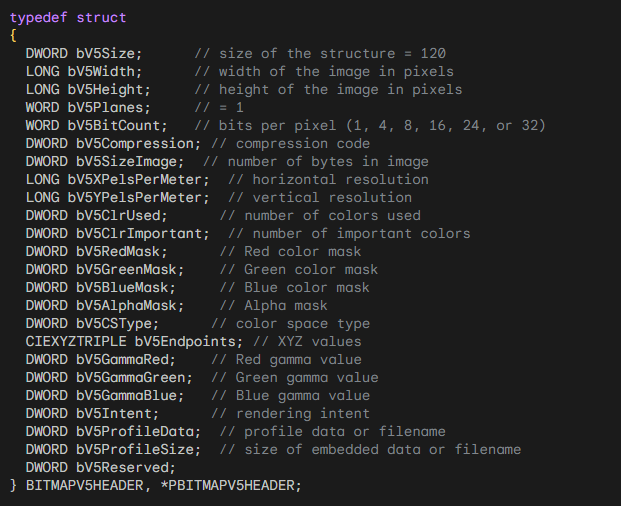 typedef struct
{
  DWORD bV5Size;      // size of the structure = 120
  LONG bV5Width;      // width of the image in pixels
  LONG bV5Height;     // height of the image in pixels
  WORD bV5Planes;     // = 1
  WORD bV5BitCount;   // bits per pixel (1, 4, 8, 16, 24, or 32)
  DWORD bV5Compression; // compression code
  DWORD bV5SizeImage;  // number of bytes in image
  LONG bV5XPelsPerMeter;  // horizontal resolution
  LONG bV5YPelsPerMeter;  // vertical resolution
  DWORD bV5ClrUsed;      // number of colors used
  DWORD bV5ClrImportant;  // number of important colors
  DWORD bV5RedMask;      // Red color mask
  DWORD bV5GreenMask;    // Green color mask
  DWORD bV5BlueMask;     // Blue color mask
  DWORD bV5AlphaMask;    // Alpha mask
  DWORD bV5CSType;      // color space type
  CIEXYZTRIPLE bV5Endpoints; // XYZ values
  DWORD bV5GammaRed;    // Red gamma value
  DWORD bV5GammaGreen;  // Green gamma value
  DWORD bV5GammaBlue;   // Blue gamma value
  DWORD bV5Intent;      // rendering intent
  DWORD bV5ProfileData;  // profile data or filename
  DWORD bV5ProfileSize;  // size of embedded data or filename
  DWORD bV5Reserved;
} BITMAPV5HEADER, *PBITMAPV5HEADER;